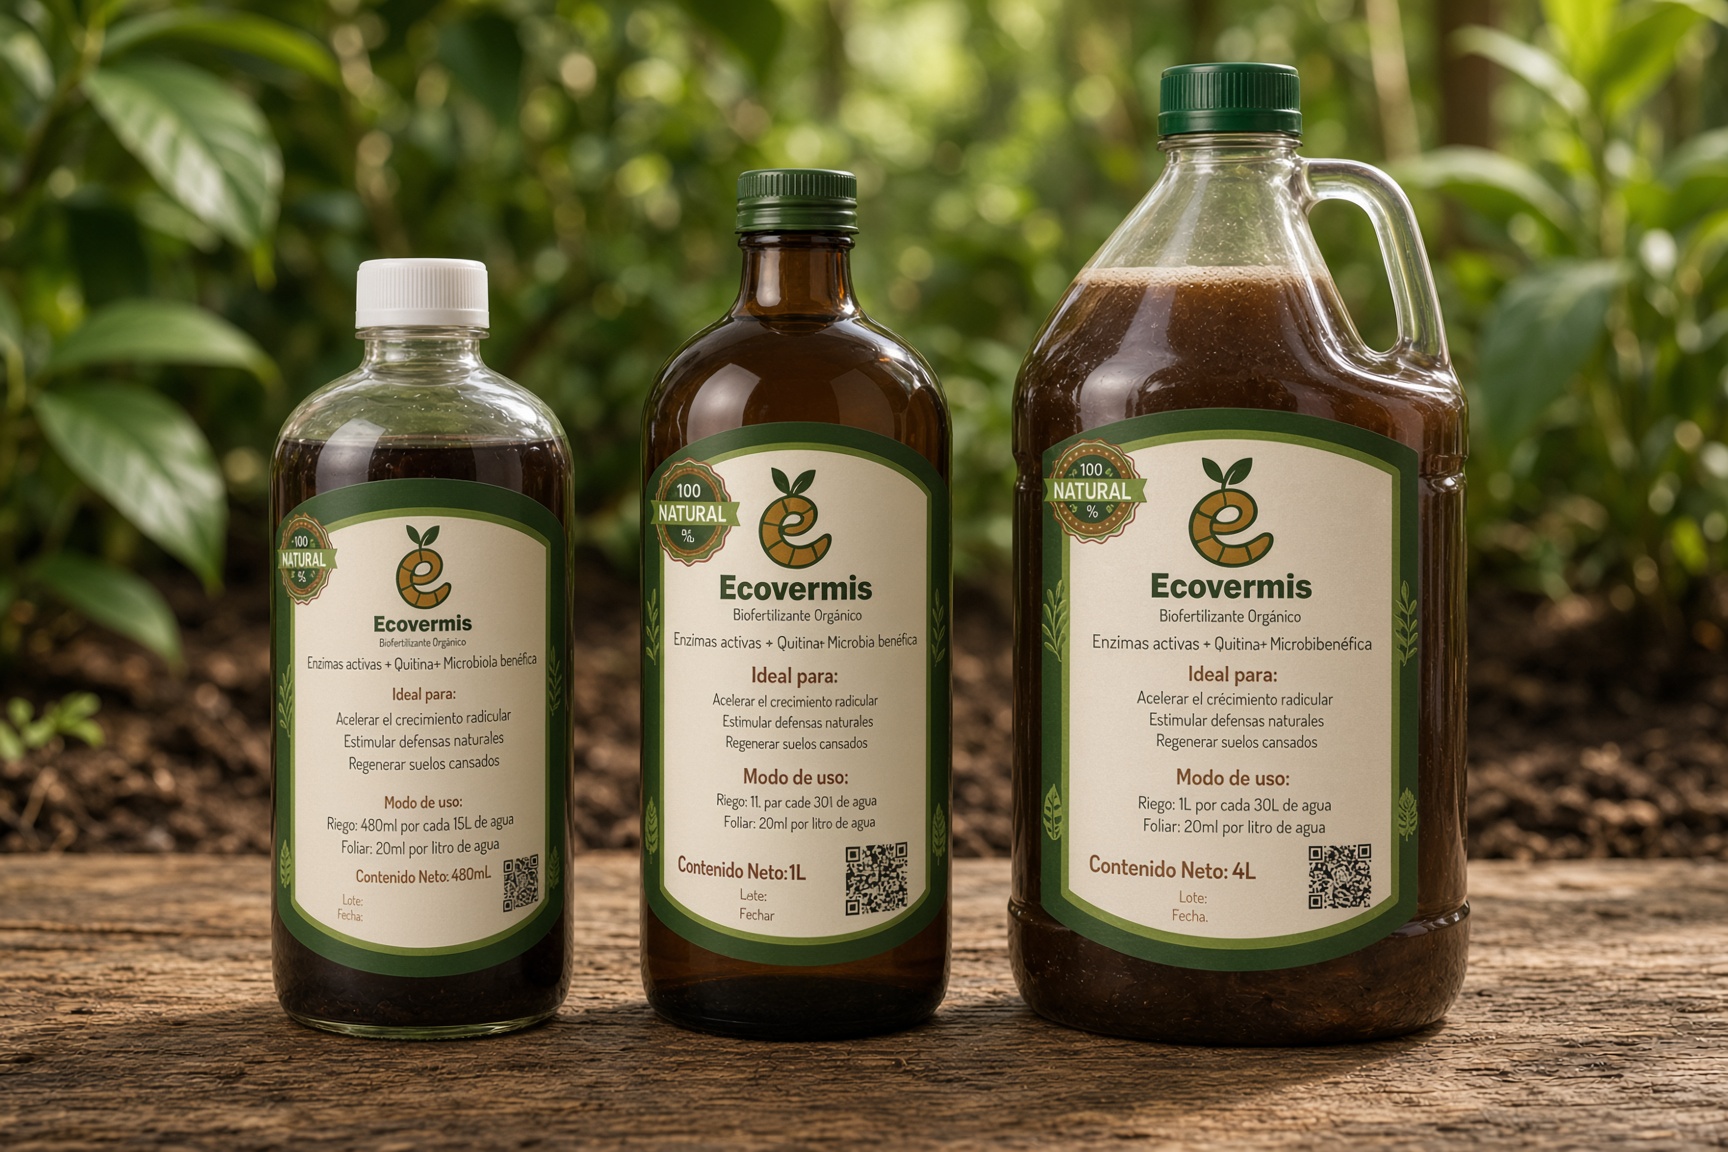 100
NATURAL
%
Ecovermis
Biofertilizante Orgánico
Enzimas activas + Quitina+ Microbiola benéfica
Ideal para:
Acelerar el crecimiento radicular
Estimular defensas naturales
Regenerar suelos cansados
Modo de uso:
Riego: 480ml por cada 15L de agua
Foliar: 20ml por litro de agua
Contenido Neto: 480mL
Lote:
Fecha:
100
NATURAL
%
Ecovermis
Biofertilizante Orgánico
Enzimas activas + Quitina+ Microbia benéfica
Ideal para:
Acelerar el crecimiento radicular
Estimular defensas naturales
Regenerar suelos cansados
Modo de uso:
Riego: 1l. par cade 30l de agua
Foliar: 20ml por litro de agua
Contenido Neto: 1L
Lote:
Fechar
100
NATURAL
%
Ecovermis
Biofertilizante Orgánico
Enzimas activas + Quitina+ Microbibenéfica
Ideal para:
Acelerar el crécimiento radicular
Estimular defensas naturales
Regenerar suelos cansados
Modo de uso:
Riego: 1L por cada 30L de agua
Foliar: 20ml por litro de agua
Contenido Neto: 4L
Lote:
Fecha.